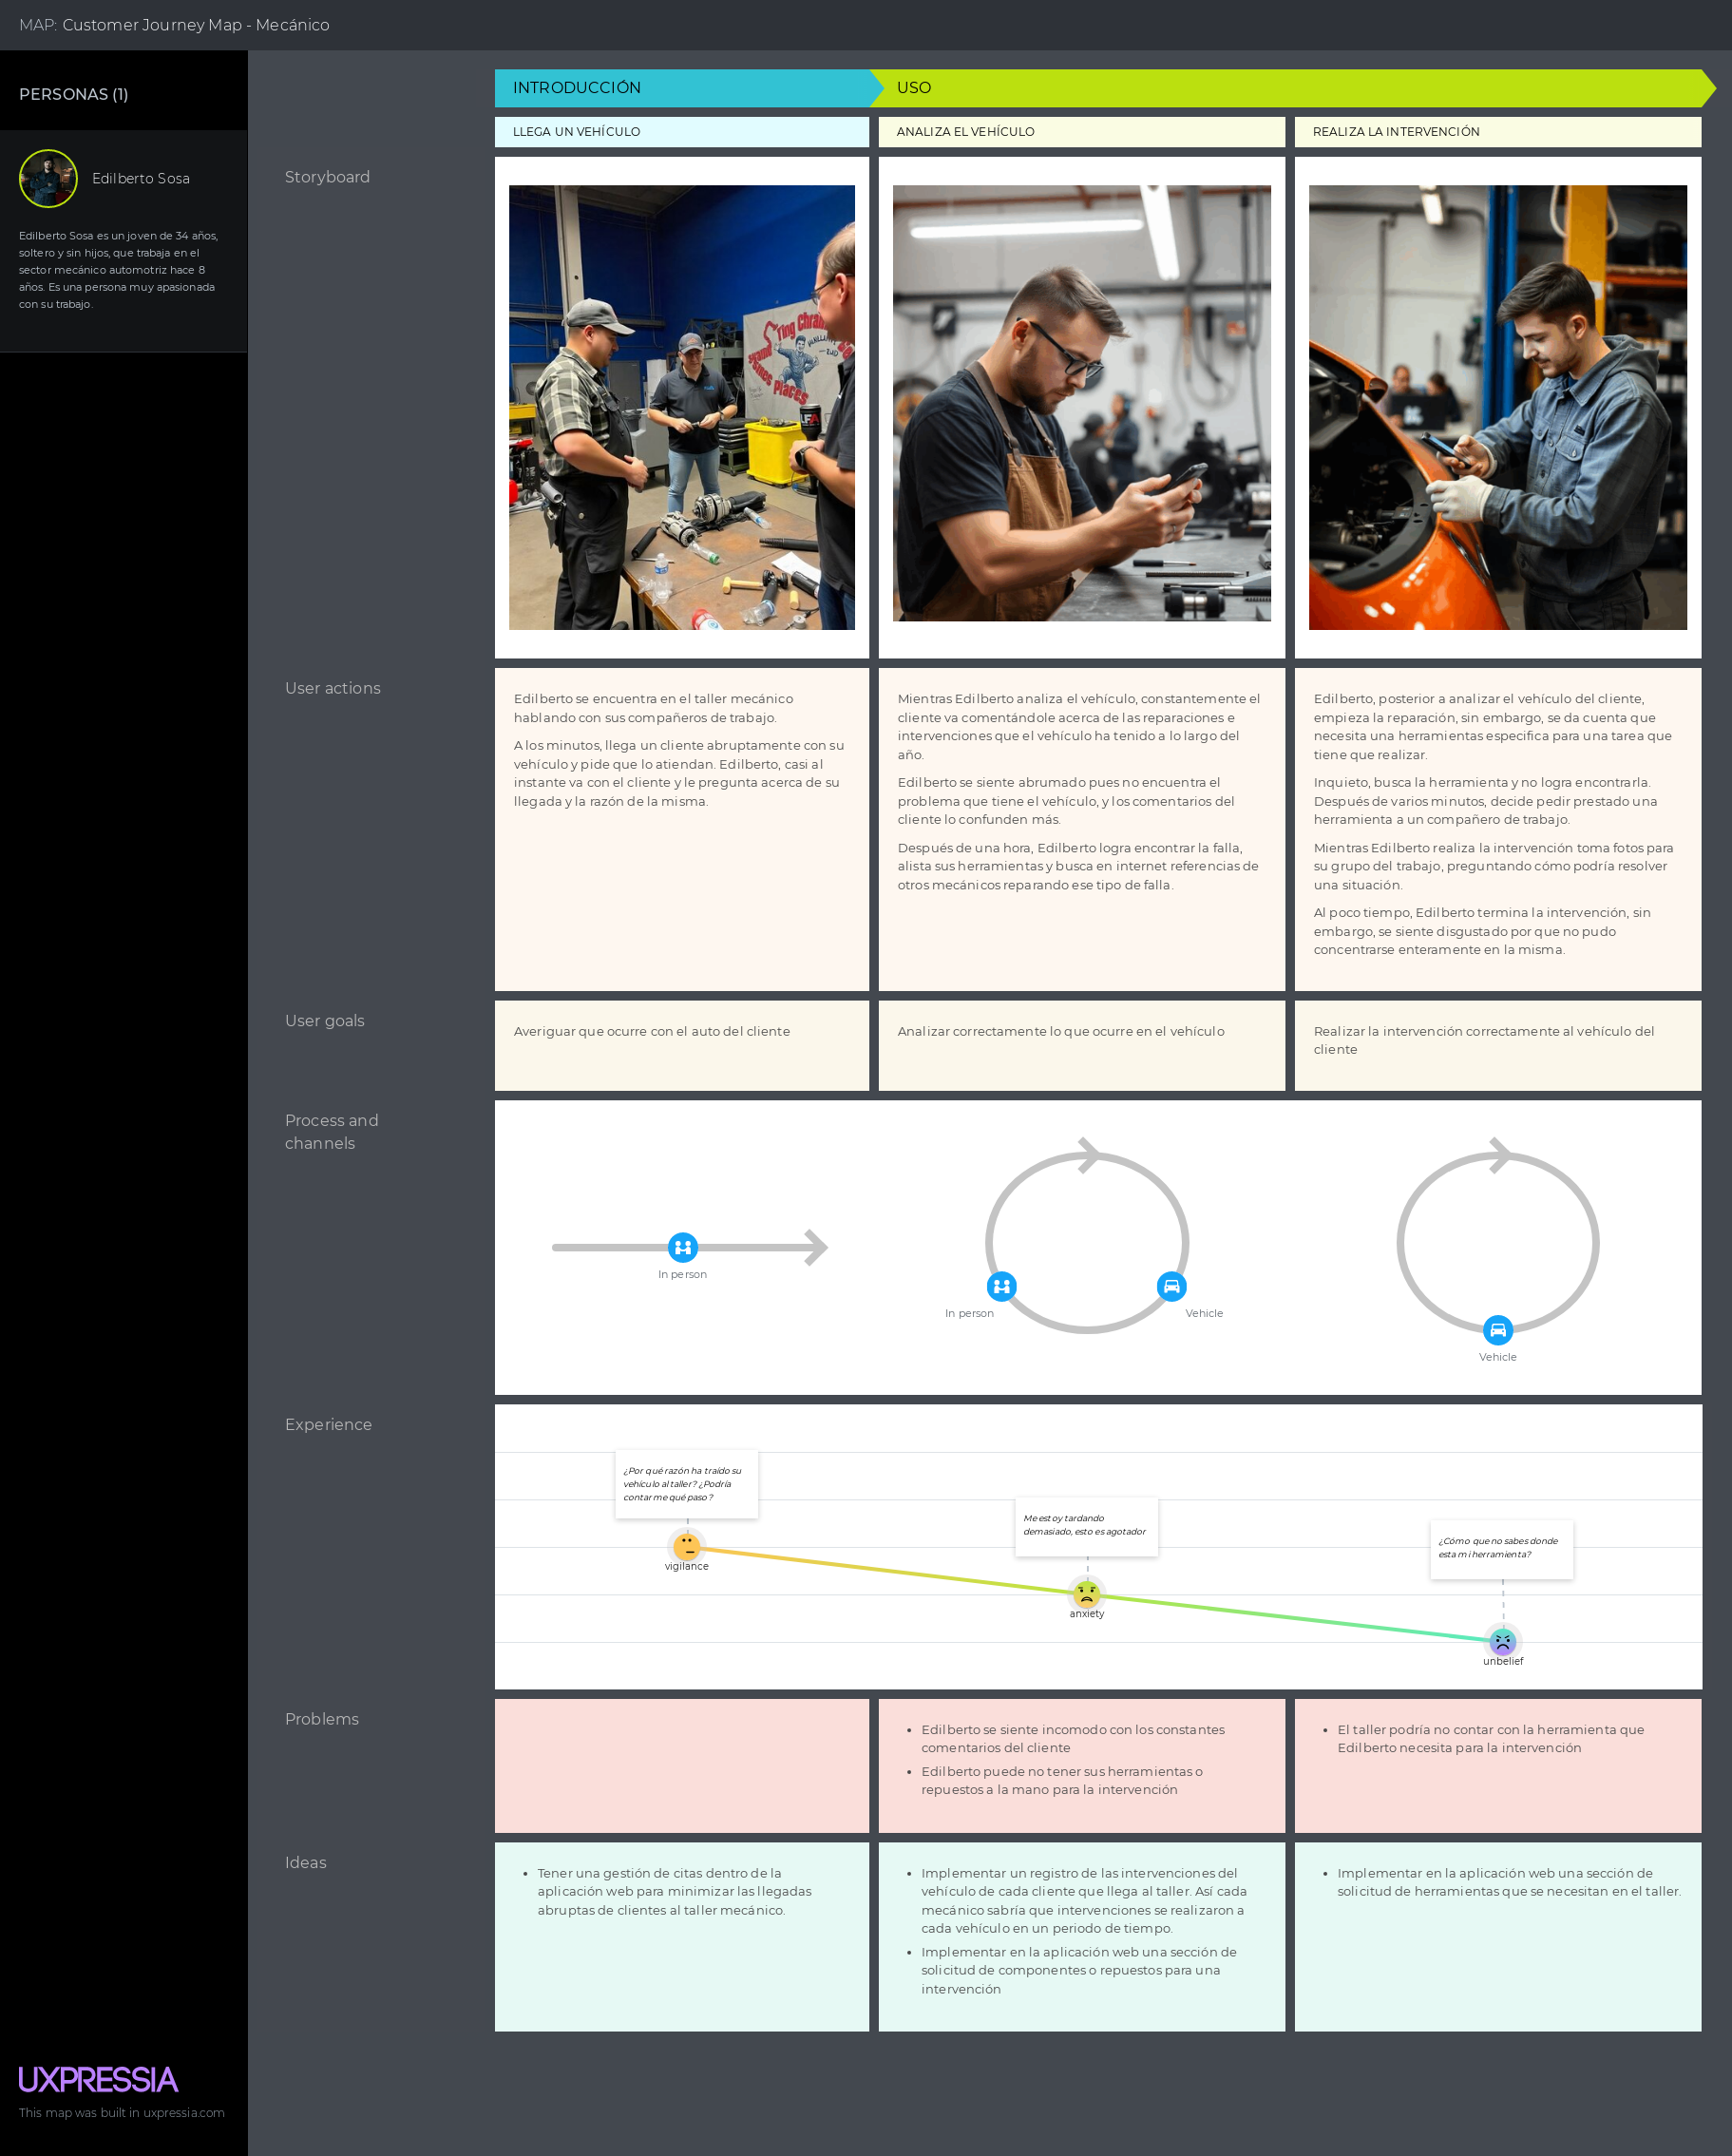 MAP: Customer Journey Map - Mecánico
PERSONAS (1)
Edilberto Sosa
Edilberto Sosa es un joven de 34 años,
soltero y sin hijos, que trabaja en el
sector mecánico automotriz hace 8
años. Es una persona muy apasionada
con su trabajo.
INTRODUCCIÓN
USO
LLEGA UN VEHÍCULO
ANALIZA EL VEHÍCULO
REALIZA LA INTERVENCIÓN
Storyboard
User actions
Edilberto se encuentra en el taller mecánico
hablando con sus compañeros de trabajo.
A los minutos, llega un cliente abruptamente con su
vehículo y pide que lo atiendan. Edilberto, casi al
instante va con el cliente y le pregunta acerca de su
llegada y la razón de la misma.
Mientras Edilberto analiza el vehículo, constantemente el
cliente va comentándole acerca de las reparaciones e
intervenciones que el vehículo ha tenido a lo largo del
año.
Edilberto se siente abrumado pues no encuentra el
problema que tiene el vehículo, y los comentarios del
cliente lo confunden más.
Después de una hora, Edilberto logra encontrar la falla,
alista sus herramientas y busca en internet referencias de
otros mecánicos reparando ese tipo de falla.
Edilberto, posterior a analizar el vehículo del cliente,
empieza la reparación, sin embargo, se da cuenta que
necesita una herramientas especifica para una tarea que
tiene que realizar.
Inquieto, busca la herramienta y no logra encontrarla.
Después de varios minutos, decide pedir prestado una
herramienta a un compañero de trabajo.
Mientras Edilberto realiza la intervención toma fotos para
su grupo del trabajo, preguntando cómo podría resolver
una situación.
Al poco tiempo, Edilberto termina la intervención, sin
embargo, se siente disgustado por que no pudo
concentrarse enteramente en la misma.
User goals
Averiguar que ocurre con el auto del cliente
Analizar correctamente lo que ocurre en el vehículo
Realizar la intervención correctamente al vehículo del
cliente
Process and
channels
In person
In person
Vehicle
Vehicle
Experience
¿Por qué razón ha traído su
vehículo al taller? ¿Podría
contarme qué paso?
vigilance
Me estoy tardando
demasiado, esto es agotador
anxiety
¿Cómo que no sabes donde
esta mi herramienta?
unbelief
Problems
Edilberto se siente incomodo con los constantes
comentarios del cliente
Edilberto puede no tener sus herramientas o
repuestos a la mano para la intervención
El taller podría no contar con la herramienta que
Edilberto necesita para la intervención
Ideas
Tener una gestión de citas dentro de la
aplicación web para minimizar las llegadas
abruptas de clientes al taller mecánico.
Implementar un registro de las intervenciones del
vehículo de cada cliente que llega al taller. Así cada
mecánico sabría que intervenciones se realizaron a
cada vehículo en un periodo de tiempo.
Implementar en la aplicación web una sección de
solicitud de componentes o repuestos para una
intervención
Implementar en la aplicación web una sección de
solicitud de herramientas que se necesitan en el taller.
UXPRESSIA
This map was built in uxpressia.com